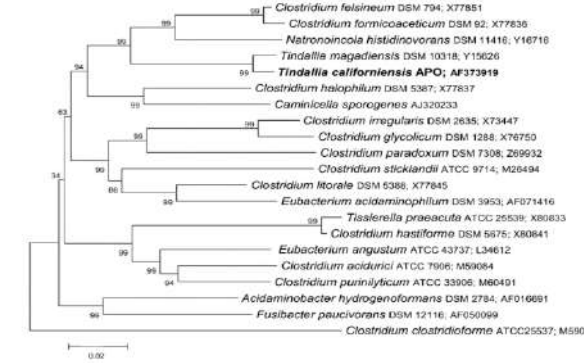 Clostridium felsineum DSM 794; X77851
99
Clostridium formicoaceticum DSM 92; X77836
99
Natronoincola histidinovorans DSM 11416; Y16716
99
Tindallia magadiensis DSM 10318; Y15626
94
99
Tindallia californiensis APO; AF373919
Clostridium halophilum DSM 5387; X77837
99
Caminicella sporogenes AJ320233
63
Clostridium irregularis DSM 2635; X73447
99
99
Clostridium glycolicum DSM 1288; X76750
99
Clostridium paradoxum DSM 7308; Z69932
Clostridium sticklandii ATCC 9714; M26494
34
66
Clostridium litorale DSM 5388; X77845
99
Eubacterium acidaminophilum DSM 3953; AF071416
Tissierella praeacuta ATCC 25539; X80833
99
Clostridium hastiforme DSM 5675; X80841
99
Eubacterium angustum ATCC 43737; L34612
99
Clostridium acidurici ATCC 7906; M59084
94
Clostridium purinilyticum ATCC 33906; M60491
Acidaminobacter hydrogenoformans DSM 2784; AF016691
99
Fusibacter paucivorans DSM 12116; AF050099
Clostridium clostridioforme ATCC25537; M590
0.02